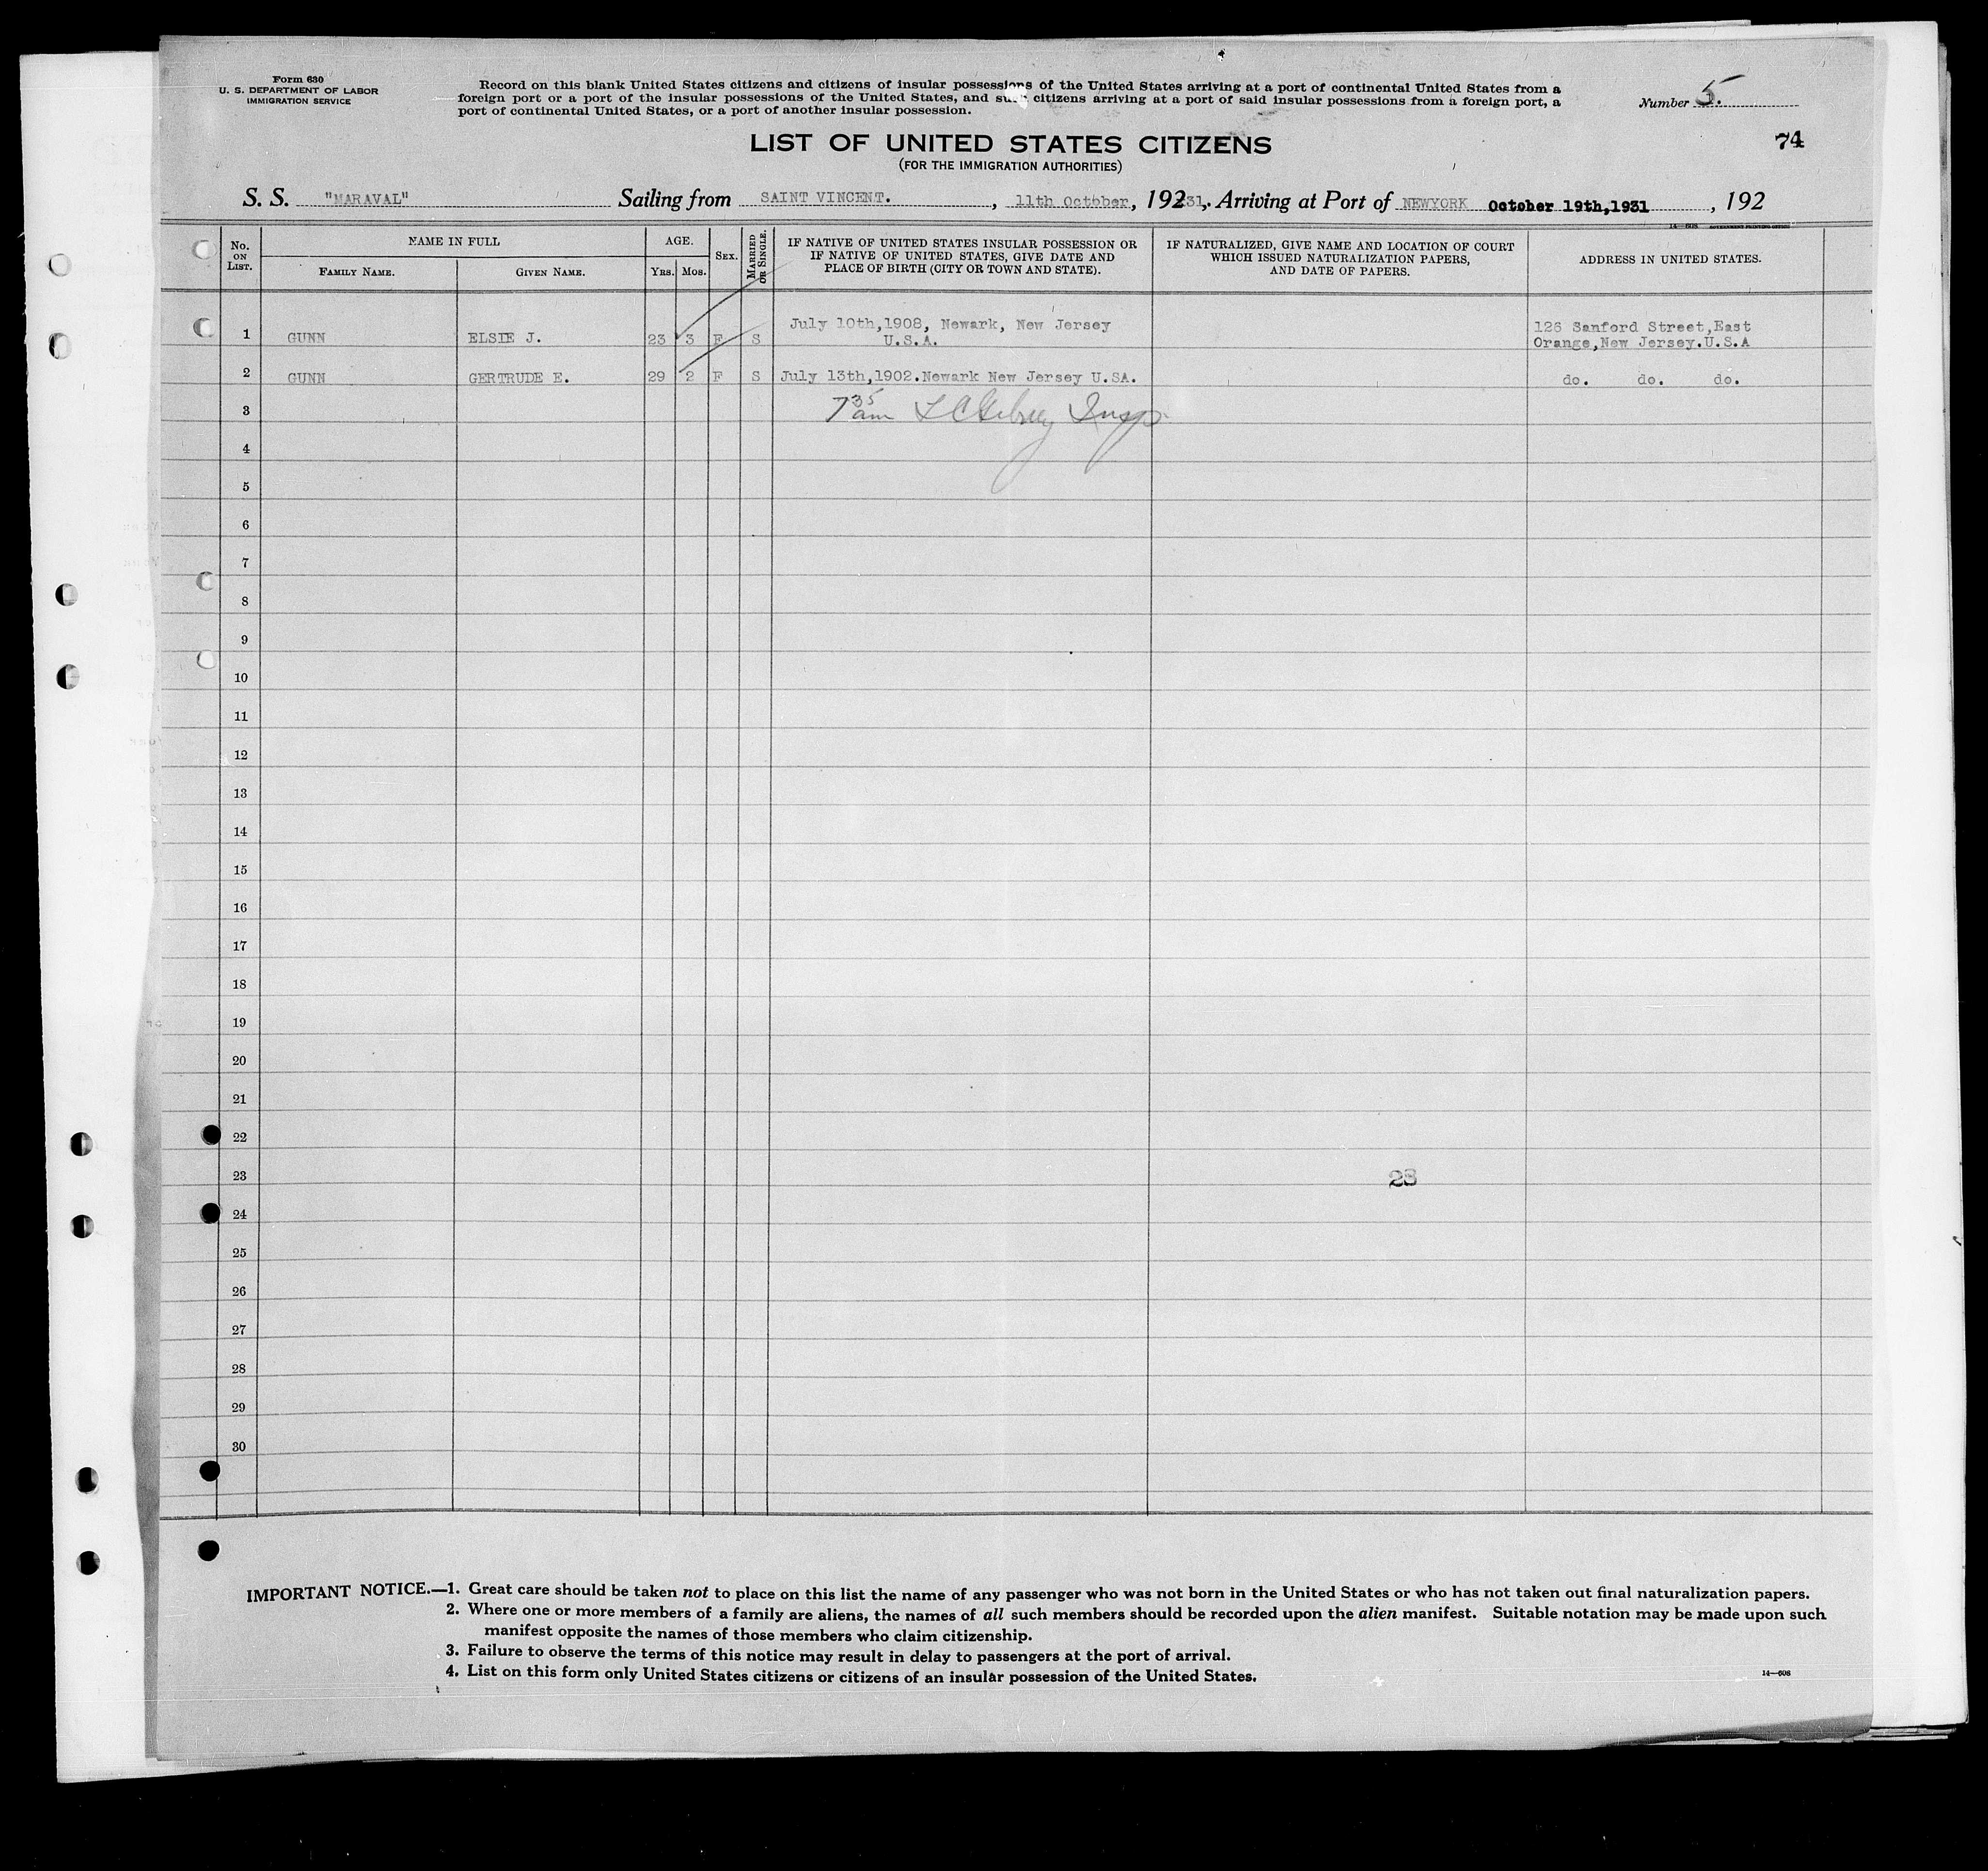 Form 630
U. S. DEPARTMENT OF LABOR
IMMIGRATION SERVICE
Record on this blank United States citizens and citizens of insular possessions of the United States arriving at a port of continental United States from a
foreign port or a port of the insular possessions of the United States, and such citizens arriving at a port of said insular possessions from a foreign port, a
port of continental United States, or a port of another insular possession.
Number 5.
74
LIST OF UNITED STATES CITIZENS
(FOR THE IMMIGRATION AUTHORITIES)
S. S. "MARAVAL" Sailing from SAINT VINCENT. , 11th October, 192 31,. Arriving at Port of NEWYORK October 19th,1931 , 192
14—608 GOVERNMENT PRINTING OFFICE
No. ON LIST.
NAME IN FULL
FAMILY NAME.
GIVEN NAME.
AGE.
YRS. MOS.
SEX.
MARRIED OR SINGLE.
IF NATIVE OF UNITED STATES INSULAR POSSESSION OR
IF NATIVE OF UNITED STATES, GIVE DATE AND
PLACE OF BIRTH (CITY OR TOWN AND STATE).
IF NATURALIZED, GIVE NAME AND LOCATION OF COURT
WHICH ISSUED NATURALIZATION PAPERS,
AND DATE OF PAPERS.
ADDRESS IN UNITED STATES.
1 GUNN ELSIE J. 23 3 F S July 10th,1908, Newark, New Jersey
U.S.A.
126 Sanford Street,East
Orange,New Jersey.U.S.A
2 GUNN GERTRUDE E. 29 2 F S July 13th,1902.Newark New Jersey U.SA. do. do. do.
3 7 35 am Insp.
4
5
6
7
8
9
10
11
12
13
14
15
16
17
18
19
20
21
22
23 23
24
25
26
27
28
29
30
IMPORTANT NOTICE.—1. Great care should be taken not to place on this list the name of any passenger who was not born in the United States or who has not taken out final naturalization papers.
2. Where one or more members of a family are aliens, the names of all such members should be recorded upon the alien manifest. Suitable notation may be made upon such
manifest opposite the names of those members who claim citizenship.
3. Failure to observe the terms of this notice may result in delay to passengers at the port of arrival.
4. List on this form only United States citizens or citizens of an insular possession of the United States.
14—608